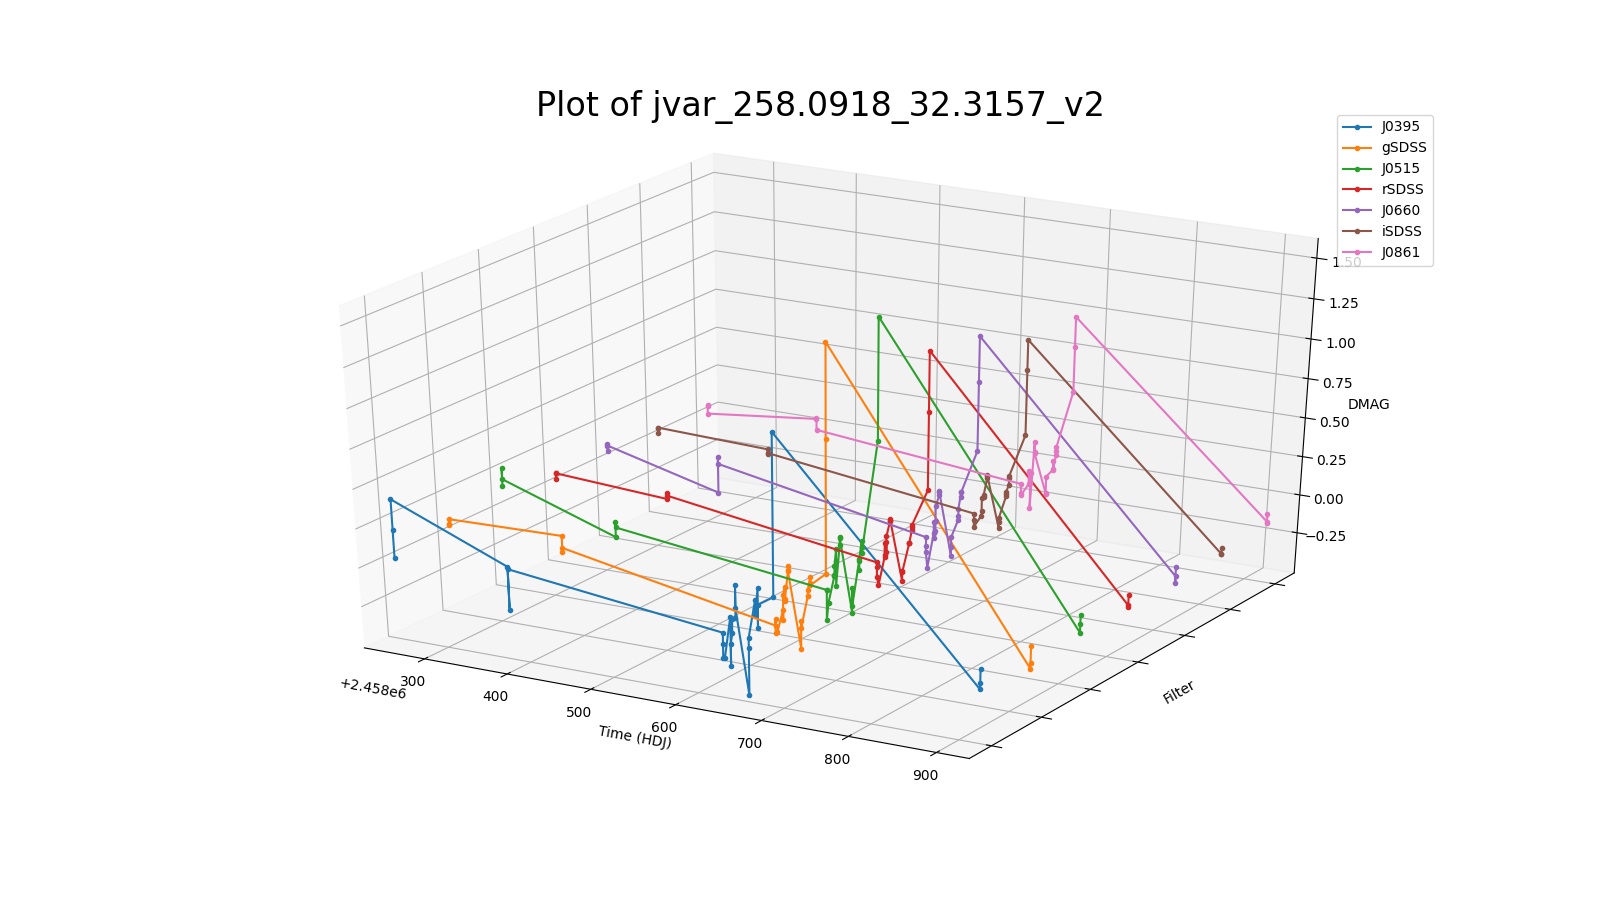 Plot of jvar_258.0918_32.3157_v2
J0395
gSDSS
J0515
rSDSS
J0660
iSDSS
J0861
1.50
1.25
1.00
0.75
DMAG
0.50
0.25
0.00
−0.25
Filter
+2.458e6
300
400
500
600
700
800
900
Time (HDJ)